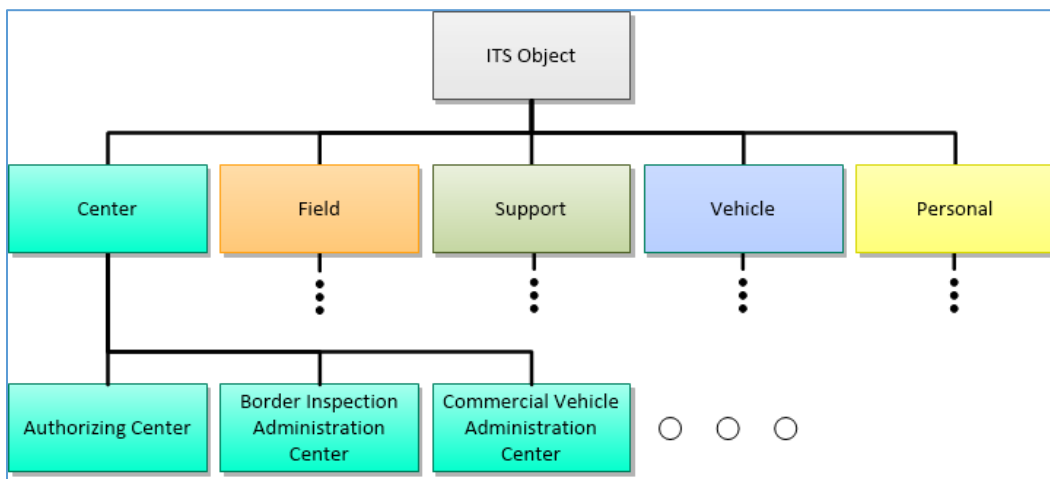 ITS Object
Center
Field
Support
Vehicle
Personal
Authorizing Center
Border Inspection
Administration
Center
Commercial Vehicle
Administration
Center